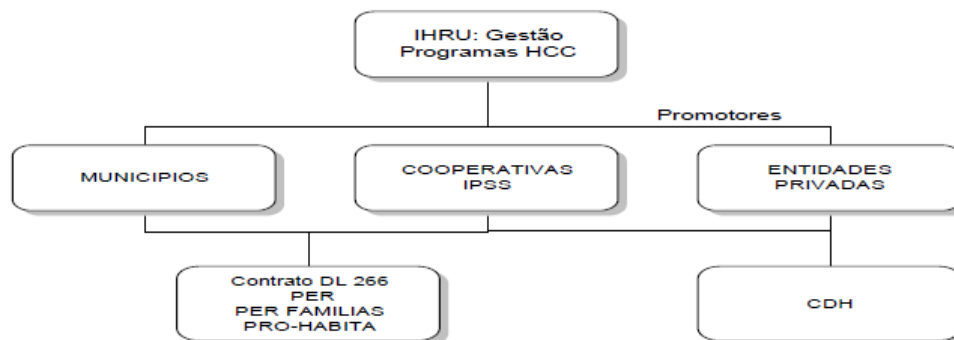 IHRU: Gestão
Programas HCC
Promotores
MUNICIPIOS
COOPERATIVAS
IPSS
ENTIDADES
PRIVADAS
Contrato DL 266
PER
PER FAMILIAS
PRO-HABITA
CDH